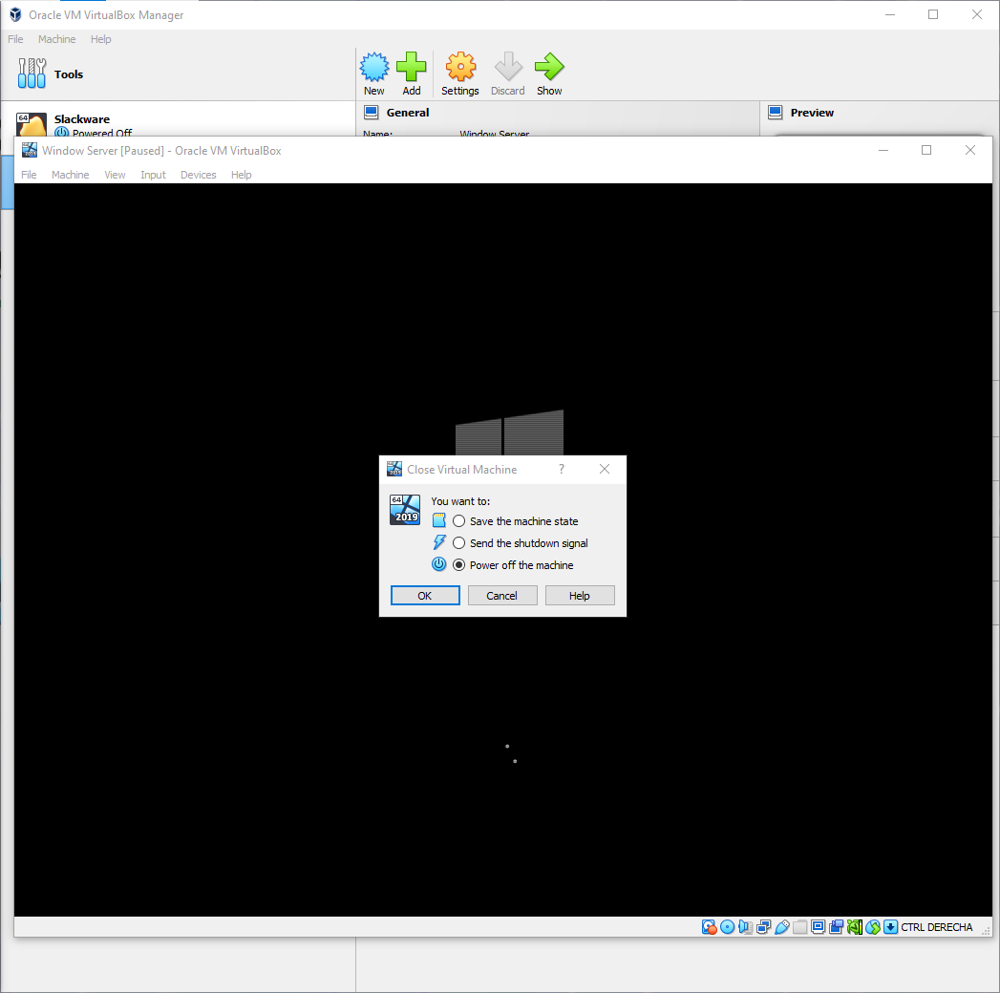 Oracle VM VirtualBox Manager
File Machine Help
Tools
New Add Settings Discard Show
64
Slackware
Powered Off
General
Name: Window Server
Preview
2019
Window Server [Paused] - Oracle VM VirtualBox
File Machine View Input Devices Help
64
2019
Close Virtual Machine ?
64
2019
You want to:
Save the machine state
Send the shutdown signal
Power off the machine
OK Cancel Help
CTRL DERECHA